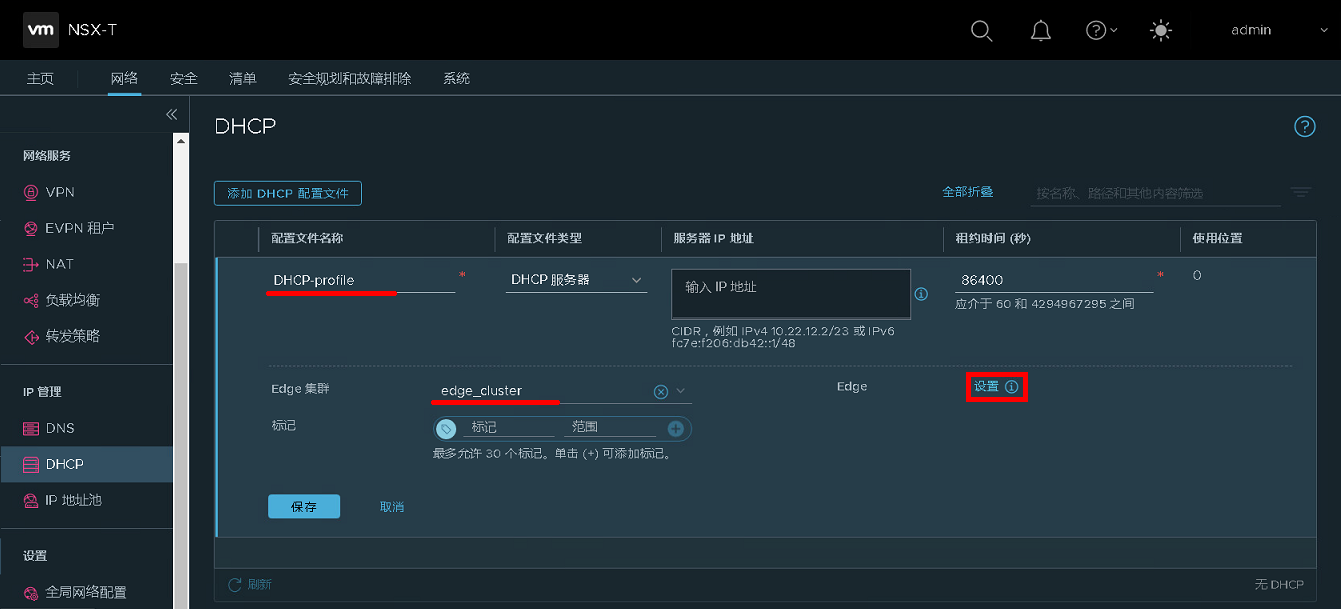 vm NSX-T admin
主页 网络 安全 清单 安全规划和故障排除 系统
DHCP
网络服务
VPN
EVPN 租户
NAT
负载均衡
转发策略
IP 管理
DNS
DHCP
IP 地址池
设置
全局网络配置
添加 DHCP 配置文件 全部折叠 按名称、路径和其他内容筛选
配置文件名称 配置文件类型 服务器 IP 地址 租约时间 (秒) 使用位置
DHCP-profile * DHCP 服务器 输入 IP 地址 86400 * 0
应介于 60 和 4294967295 之间
CIDR，例如 IPv4 10.22.12.2/23 或 IPv6
fc7e:f206:db42::1/48
Edge 集群 edge_cluster Edge 设置
标记 标记 范围
最多允许 30 个标记。单击 (+) 可添加标记。
保存 取消
刷新 无 DHCP